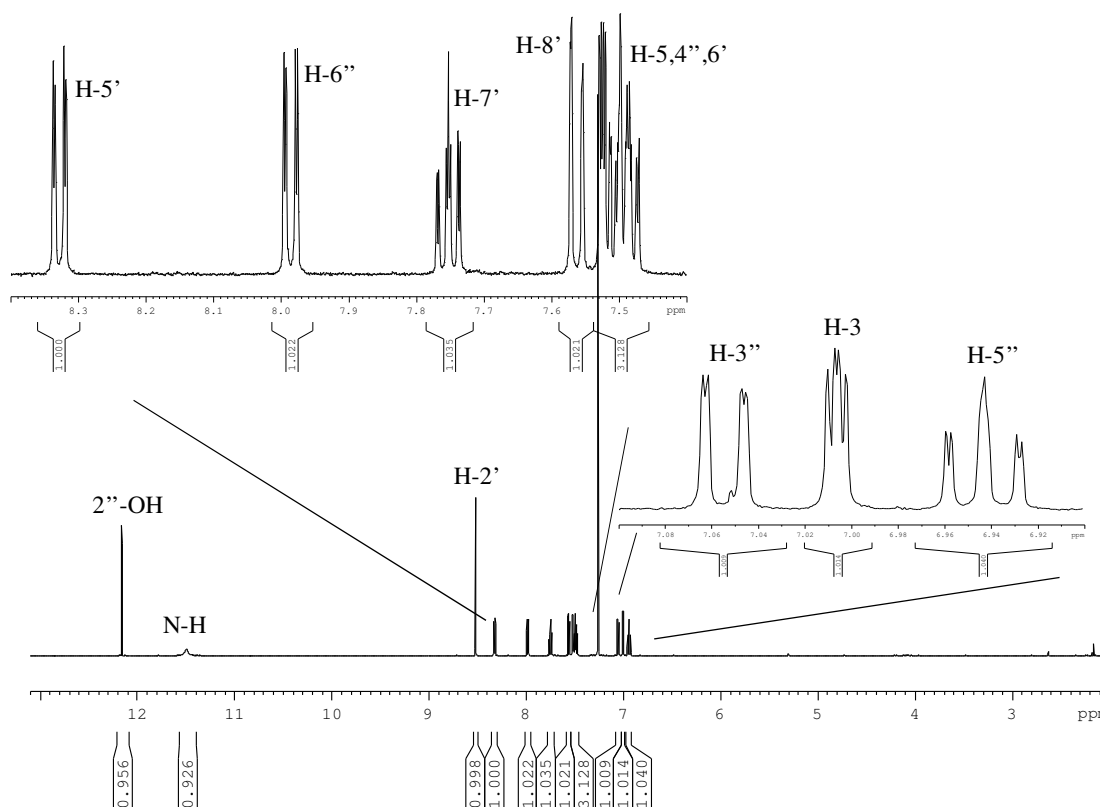 H-5’
H-6”
H-7’
H-8’
H-5,4”,6’
8.3 8.2 8.1 8.0 7.9 7.8 7.7 7.6 7.5 ppm
1.000 1.022 1.035 1.021 3.128
H-3”
H-3
H-5”
7.08 7.06 7.04 7.02 7.00 6.98 6.96 6.94 6.92 ppm
1.009 1.014 1.040
2”-OH
N-H
H-2’
12 11 10 9 8 7 6 5 4 3 ppm
0.956 0.926 0.998 1.000 1.022 1.035 1.021 3.128 1.009 1.014 1.040